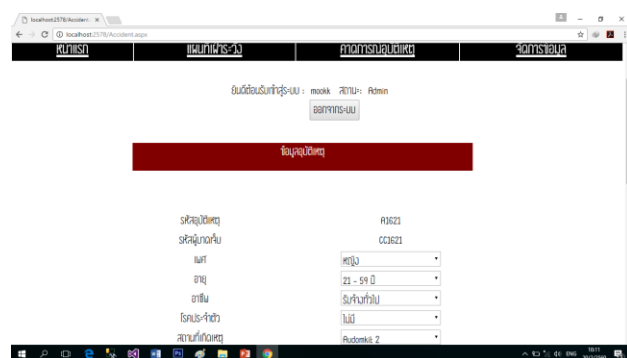 localhost:2578/Acciden
localhost:2578/Accident.aspx
หน้าแรก แผนที่เฝ้าระวัง คาดการณ์อุบัติเหตุ จัดการข้อมูล
ยินดีต้อนรับเข้าสู่ระบบ : mookk สถานะ: Admin
ออกจากระบบ
ข้อมูลอุบัติเหตุ
รหัสอุบัติเหตุ A1621
รหัสผู้บาดเจ็บ CC1621
เพศ หญิง
อายุ 21 - 59 ปี
อาชีพ รับจ้างทั่วไป
โรคประจำตัว ไม่มี
สถานที่เกิดเหตุ Rudomkit 2
ENG 18:11